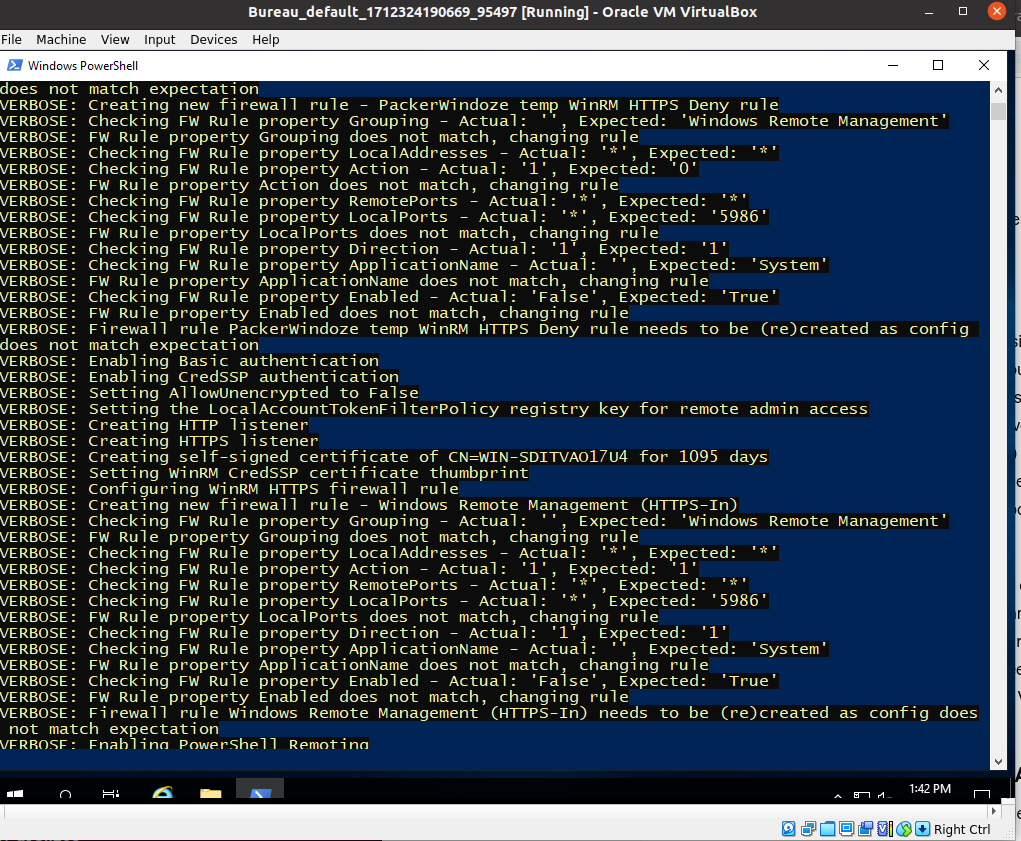 Bureau_default_1712324190669_95497 [Running] - Oracle VM VirtualBox
File Machine View Input Devices Help
Windows PowerShell
does not match expectation
VERBOSE: Creating new firewall rule - PackerWindoze temp WinRM HTTPS Deny rule
VERBOSE: Checking FW Rule property Grouping - Actual: '', Expected: 'Windows Remote Management'
VERBOSE: FW Rule property Grouping does not match, changing rule
VERBOSE: Checking FW Rule property LocalAddresses - Actual: '*', Expected: '*'
VERBOSE: Checking FW Rule property Action - Actual: '1', Expected: '0'
VERBOSE: FW Rule property Action does not match, changing rule
VERBOSE: Checking FW Rule property RemotePorts - Actual: '*', Expected: '*'
VERBOSE: Checking FW Rule property LocalPorts - Actual: '*', Expected: '5986'
VERBOSE: FW Rule property LocalPorts does not match, changing rule
VERBOSE: Checking FW Rule property Direction - Actual: '1', Expected: '1'
VERBOSE: Checking FW Rule property ApplicationName - Actual: '', Expected: 'System'
VERBOSE: FW Rule property ApplicationName does not match, changing rule
VERBOSE: Checking FW Rule property Enabled - Actual: 'False', Expected: 'True'
VERBOSE: FW Rule property Enabled does not match, changing rule
VERBOSE: Firewall rule PackerWindoze temp WinRM HTTPS Deny rule needs to be (re)created as config
does not match expectation
VERBOSE: Enabling Basic authentication
VERBOSE: Enabling CredSSP authentication
VERBOSE: Setting AllowUnencrypted to False
VERBOSE: Setting the LocalAccountTokenFilterPolicy registry key for remote admin access
VERBOSE: Creating HTTP listener
VERBOSE: Creating HTTPS listener
VERBOSE: Creating self-signed certificate of CN=WIN-SDITVAO17U4 for 1095 days
VERBOSE: Setting WinRM CredSSP certificate thumbprint
VERBOSE: Configuring WinRM HTTPS firewall rule
VERBOSE: Creating new firewall rule - Windows Remote Management (HTTPS-In)
VERBOSE: Checking FW Rule property Grouping - Actual: '', Expected: 'Windows Remote Management'
VERBOSE: FW Rule property Grouping does not match, changing rule
VERBOSE: Checking FW Rule property LocalAddresses - Actual: '*', Expected: '*'
VERBOSE: Checking FW Rule property Action - Actual: '1', Expected: '1'
VERBOSE: Checking FW Rule property RemotePorts - Actual: '*', Expected: '*'
VERBOSE: Checking FW Rule property LocalPorts - Actual: '*', Expected: '5986'
VERBOSE: FW Rule property LocalPorts does not match, changing rule
VERBOSE: Checking FW Rule property Direction - Actual: '1', Expected: '1'
VERBOSE: Checking FW Rule property ApplicationName - Actual: '', Expected: 'System'
VERBOSE: FW Rule property ApplicationName does not match, changing rule
VERBOSE: Checking FW Rule property Enabled - Actual: 'False', Expected: 'True'
VERBOSE: FW Rule property Enabled does not match, changing rule
VERBOSE: Firewall rule Windows Remote Management (HTTPS-In) needs to be (re)created as config does
not match expectation
VERBOSE: Enabling PowerShell Remoting
1:42 PM
Right Ctrl